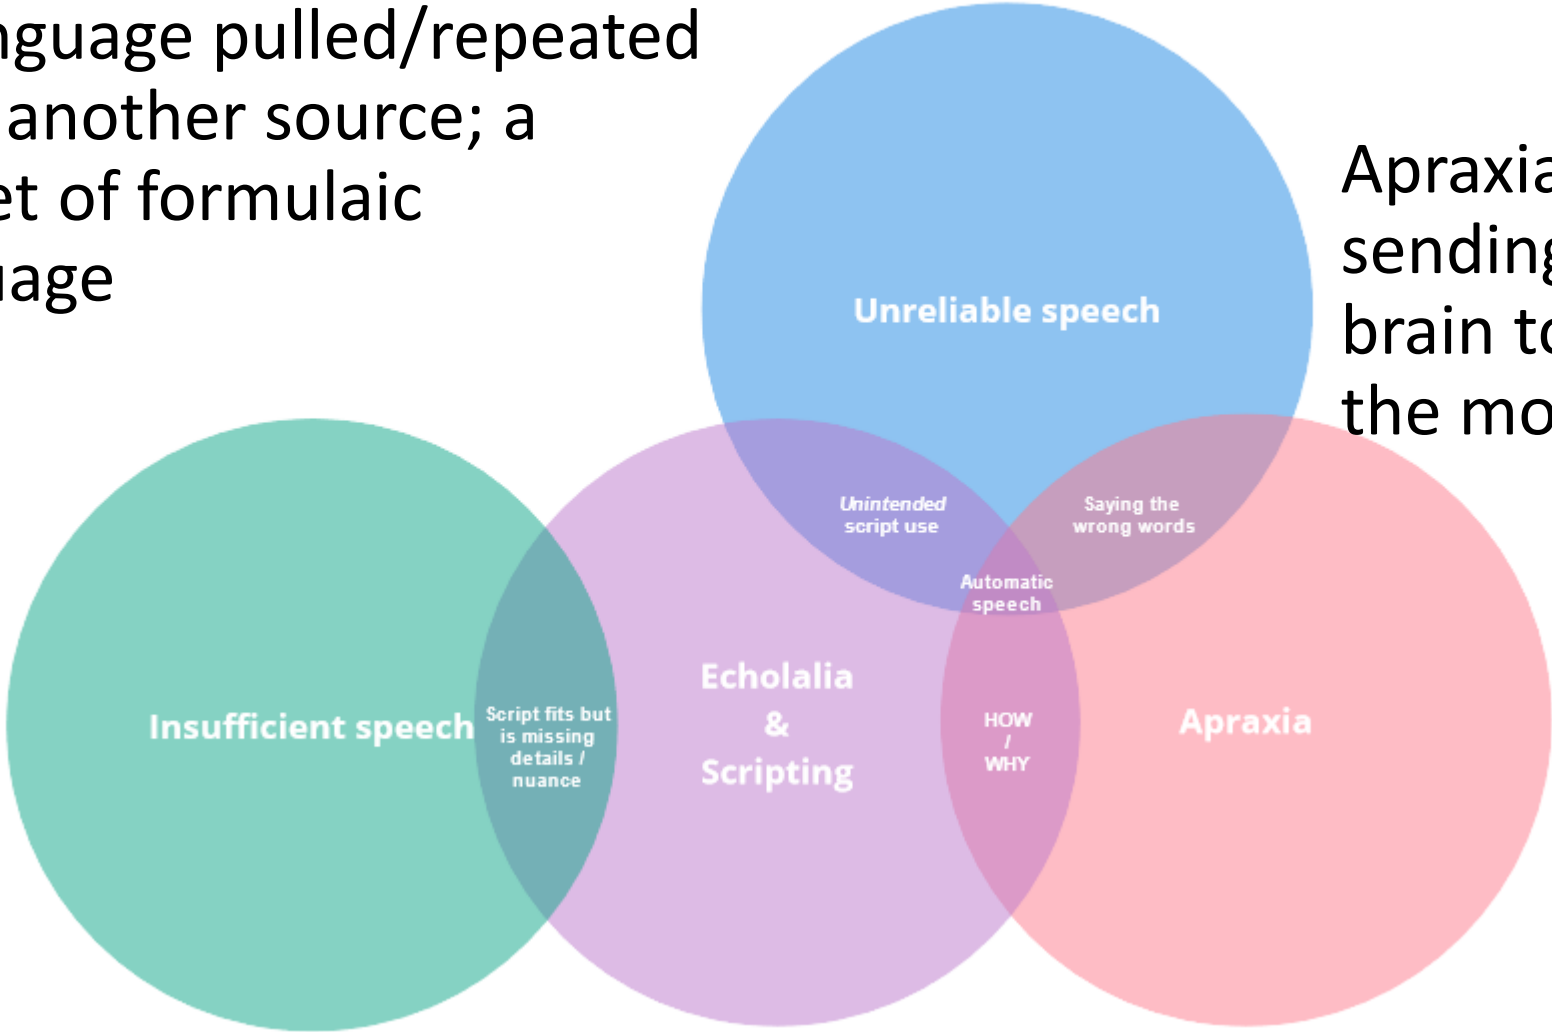 nguage pulled/repeated
another source; a
et of formulaic
uage
Apraxia
sending
brain to
the mo
Unreliable speech
Unintended
script use
Saying the
wrong words
Automatic
speech
Insufficient speech
Script fits but
is missing
details /
nuance
Echolalia
&
Scripting
HOW
/
WHY
Apraxia